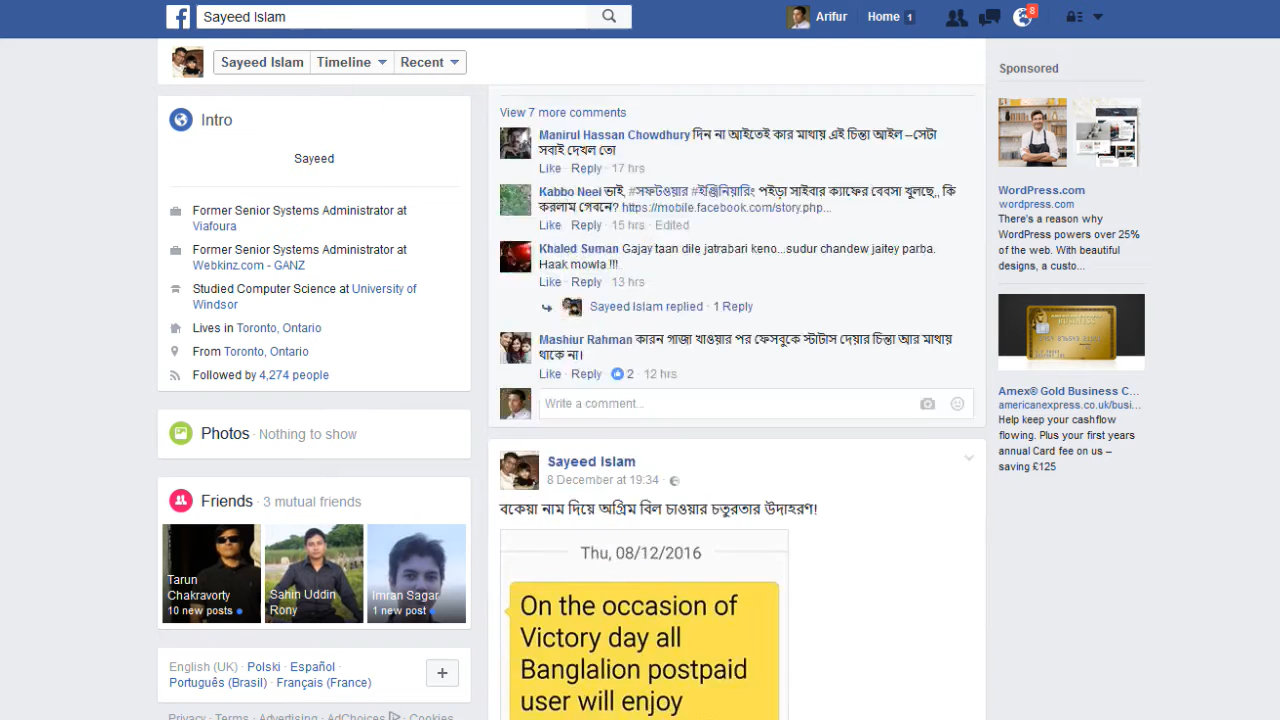 Sayeed Islam
Arifur
Home 1
8
Sayeed Islam
Timeline
Recent
Intro
Sayeed
Former Senior Systems Administrator at
Viafoura
Former Senior Systems Administrator at
Webkinz.com - GANZ
Studied Computer Science at University of
Windsor
Lives in Toronto, Ontario
From Toronto, Ontario
Followed by 4,274 people
Photos · Nothing to show
Friends · 3 mutual friends
Tarun
Chakravorty
10 new posts
Sahin Uddin
Rony
Imran Sagar
1 new post
English (UK) · Polski · Español ·
Português (Brasil) · Français (France)
Privacy · Terms · Advertising · AdChoices · Cookies
View 7 more comments
Manirul Hassan Chowdhury দিন না আইতেই কার মাথায় এই চিন্তা আইল --সেটা
সবাই দেখল তো
Like · Reply · 17 hrs
Kabbo Neel ভাই, #সফটওয়ার #ইঞ্জিনিয়ারিং পইড়া সাইবার ক্যাফের বেবসা খুলছে,, কি
করলাম গেবনে? https://mobile.facebook.com/story.php...
Like · Reply · 15 hrs · Edited
Khaled Suman Gajay taan dile jatrabari keno...sudur chandew jaitey parba.
Haak mowla !!!
Like · Reply · 13 hrs
Sayeed Islam replied · 1 Reply
Mashiur Rahman কারন গাজা খাওয়ার পর ফেসবুকে স্টাটাস দেয়ার চিন্তা আর মাথায়
থাকে না।
Like · Reply · 2 · 12 hrs
Write a comment...
Sayeed Islam
8 December at 19:34 ·
বকেয়া নাম দিয়ে অগ্রিম বিল চাওয়ার চতুরতার উদাহরণ!
Thu, 08/12/2016
On the occasion of
Victory day all
Banglalion postpaid
user will enjoy
Sponsored
WordPress.com
wordpress.com
There's a reason why
WordPress powers over 25%
of the web. With beautiful
designs, a custo...
Amex® Gold Business C...
americanexpress.co.uk/busi...
Help keep your cashflow
flowing. Plus your first years
annual Card fee on us –
saving £125